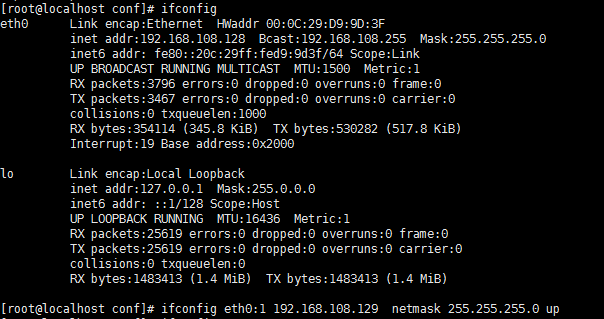 [root@localhost conf]# ifconfig
eth0      Link encap:Ethernet  HWaddr 00:0C:29:D9:9D:3F
          inet addr:192.168.108.128  Bcast:192.168.108.255  Mask:255.255.255.0
          inet6 addr: fe80::20c:29ff:fed9:9d3f/64 Scope:Link
          UP BROADCAST RUNNING MULTICAST  MTU:1500  Metric:1
          RX packets:3796 errors:0 dropped:0 overruns:0 frame:0
          TX packets:3467 errors:0 dropped:0 overruns:0 carrier:0
          collisions:0 txqueuelen:1000
          RX bytes:354114 (345.8 KiB)  TX bytes:530282 (517.8 KiB)
          Interrupt:19 Base address:0x2000
lo        Link encap:Local Loopback
          inet addr:127.0.0.1  Mask:255.0.0.0
          inet6 addr: ::1/128 Scope:Host
          UP LOOPBACK RUNNING  MTU:16436  Metric:1
          RX packets:25619 errors:0 dropped:0 overruns:0 frame:0
          TX packets:25619 errors:0 dropped:0 overruns:0 carrier:0
          collisions:0 txqueuelen:0
          RX bytes:1483413 (1.4 MiB)  TX bytes:1483413 (1.4 MiB)
[root@localhost conf]# ifconfig eth0:1 192.168.108.129  netmask 255.255.255.0 up